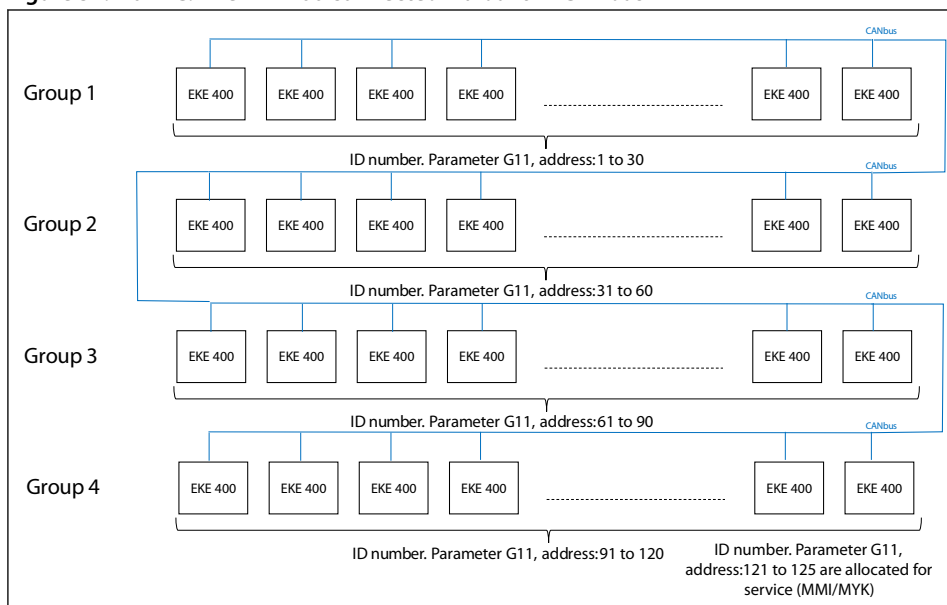 CANbus
Group 1
EKE 400 EKE 400 EKE 400 EKE 400 EKE 400 EKE 400
ID number. Parameter G11, address:1 to 30
CANbus
Group 2
EKE 400 EKE 400 EKE 400 EKE 400 EKE 400 EKE 400
ID number. Parameter G11, address:31 to 60
CANbus
Group 3
EKE 400 EKE 400 EKE 400 EKE 400 EKE 400 EKE 400
ID number. Parameter G11, address:61 to 90
CANbus
Group 4
EKE 400 EKE 400 EKE 400 EKE 400 EKE 400 EKE 400
ID number. Parameter G11, address:91 to 120
ID number. Parameter G11,
address:121 to 125 are allocated for
service (MMI/MYK)